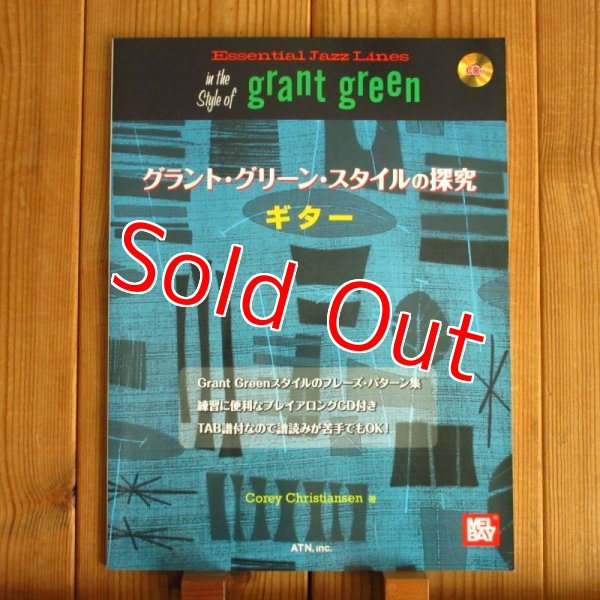 Essential Jazz Lines
in the
Style of
grant green
CD付
グラント・グリーン・スタイルの探究
ギター
Sold Out
Grant Greenスタイルのフレーズ・パターン集
練習に便利なプレイアロングCD付き
TAB譜付なので譜読みが苦手でもOK!
Corey Christiansen 著
MEL
BAY
ATN, inc.